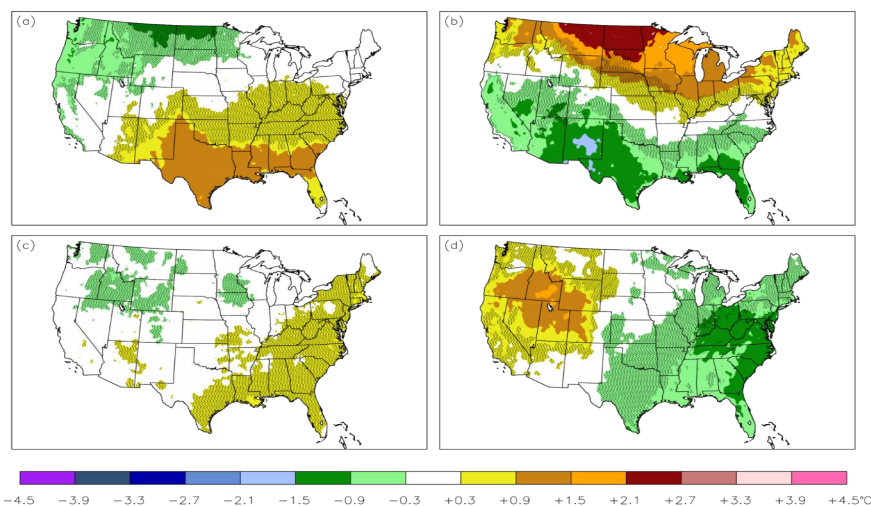 (a)
(b)
(c)
(d)
−4.5 −3.9 −3.3 −2.7 −2.1 −1.5 −0.9 −0.3 +0.3 +0.9 +1.5 +2.1 +2.7 +3.3 +3.9 +4.5°C